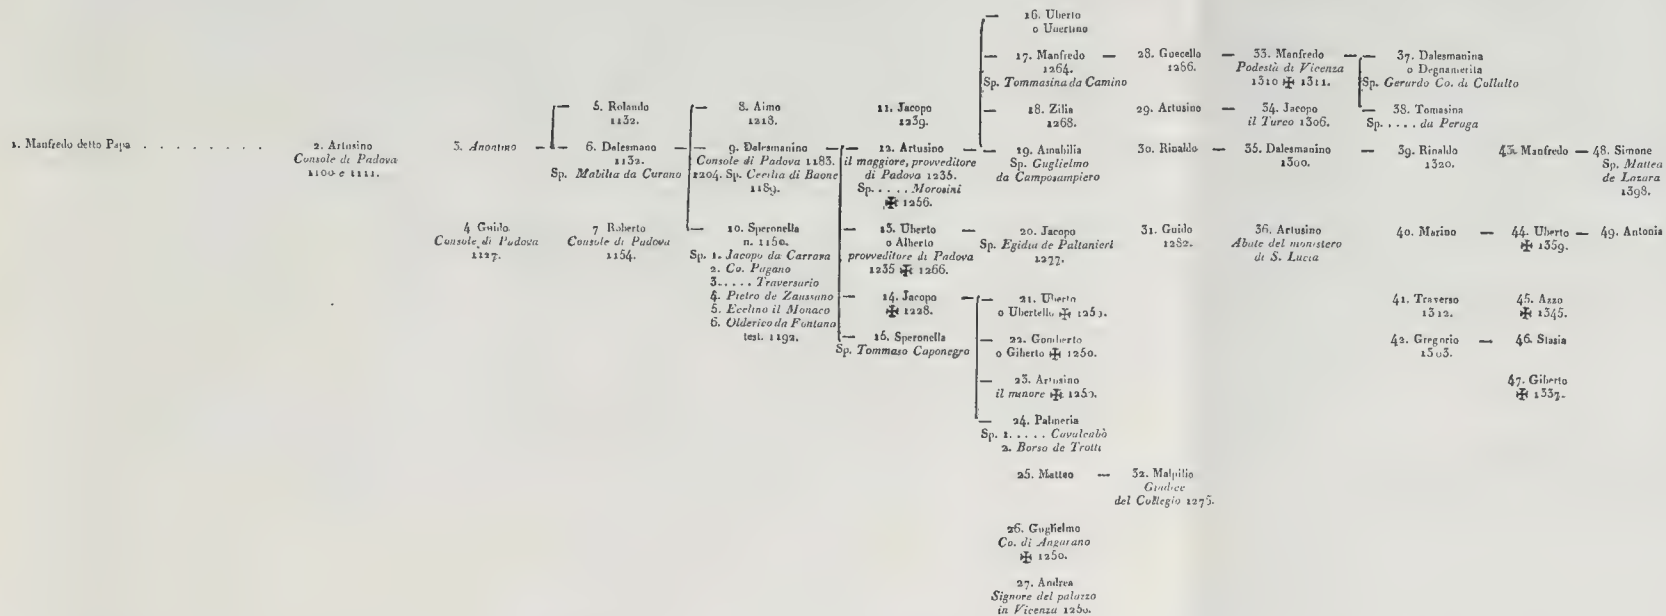 1. Manfredo detto Papa . . . . . . . . .
2. Artusino
Console di Padova
1100 e 1111.
3. Anonimo
4 Guido
Console di Padova
1127.
5. Rolando
1132.
6. Dalesmano
1132.
Sp. Mabilia da Curano
7 Roberto
Console di Padova
1154.
8. Aimo
1218.
9. Dalesmanino
Console di Padova 1183.
1204. Sp. Cecilia di Baone
1189.
10. Speronella
n. 1150.
Sp. 1. Jacopo da Carrara
2. Co. Pagano
3. . . . . Traversario
4. Pietro de Zaussano
5. Ecelino il Monaco
6. Olderico da Fontana
test. 1192.
11. Jacopo
1239.
12. Artusino
il maggiore, provveditore
di Padova 1235.
Sp. . . . . Morosini
✠ 1256.
13. Uberto
o Alberto
provveditore di Padova
1235 ✠ 1266.
14. Jacopo
✠ 1228.
15. Speronella
Sp. Tommaso Caponegro
16. Uberto
o Ubertino
17. Manfredo
1264.
Sp. Tommasina da Camino
18. Zilia
1268.
19. Amabilia
Sp. Guglielmo
da Camposampiero
20. Jacopo
Sp. Egidia de Paltanieri
1277.
21. Uberto
o Ubertello ✠ 1250.
22. Gomberto
o Giberto ✠ 1250.
23. Artusino
il minore ✠ 1250.
24. Palmeria
Sp. 1. . . . . Cavalcabò
2. Borso de Trotti
25. Matteo
26. Guglielmo
Co. di Angarano
✠ 1250.
27. Andrea
Signore del palazzo
in Vicenza 1260.
28. Guecello
1286.
29. Artusino
30. Rinaldo
31. Guido
1282.
32. Malpilio
Giudice
del Collegio 1275.
33. Manfredo
Podestà di Vicenza
1310 ✠ 1311.
34. Jacopo
il Turco 1306.
35. Dalesmanino
1300.
36. Artusino
Abate del monistero
di S. Lucia
37. Dalesmanina
o Degnamerita
Sp. Gerardo Co. di Collalto
38. Tomasina
Sp. . . . . da Peruga
39. Rinaldo
1320.
40. Marino
41. Traverso
1312.
42. Gregorio
1303.
43. Manfredo
44. Uberto
✠ 1359.
45. Azzo
✠ 1345.
46. Stasia
47. Giberto
✠ 1337.
48. Simone
Sp. Mattea
de Lazara
1398.
49. Antonia